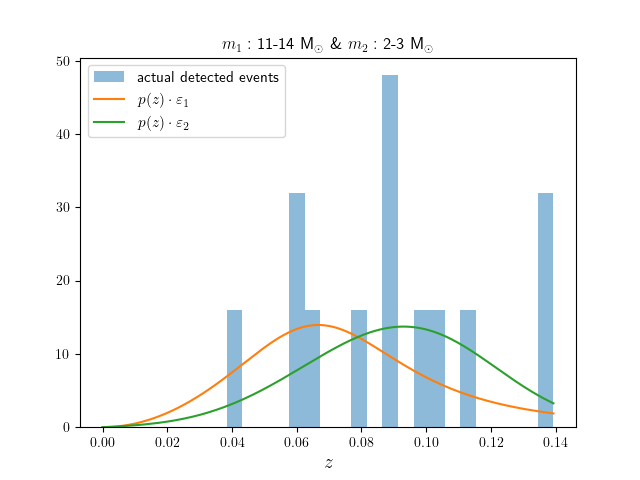 m₁ : 11-14 M☉ & m₂ : 2-3 M☉
actual detected events
p(z) · ε₁
p(z) · ε₂
50
40
30
20
10
0
0.00 0.02 0.04 0.06 0.08 0.10 0.12 0.14
z